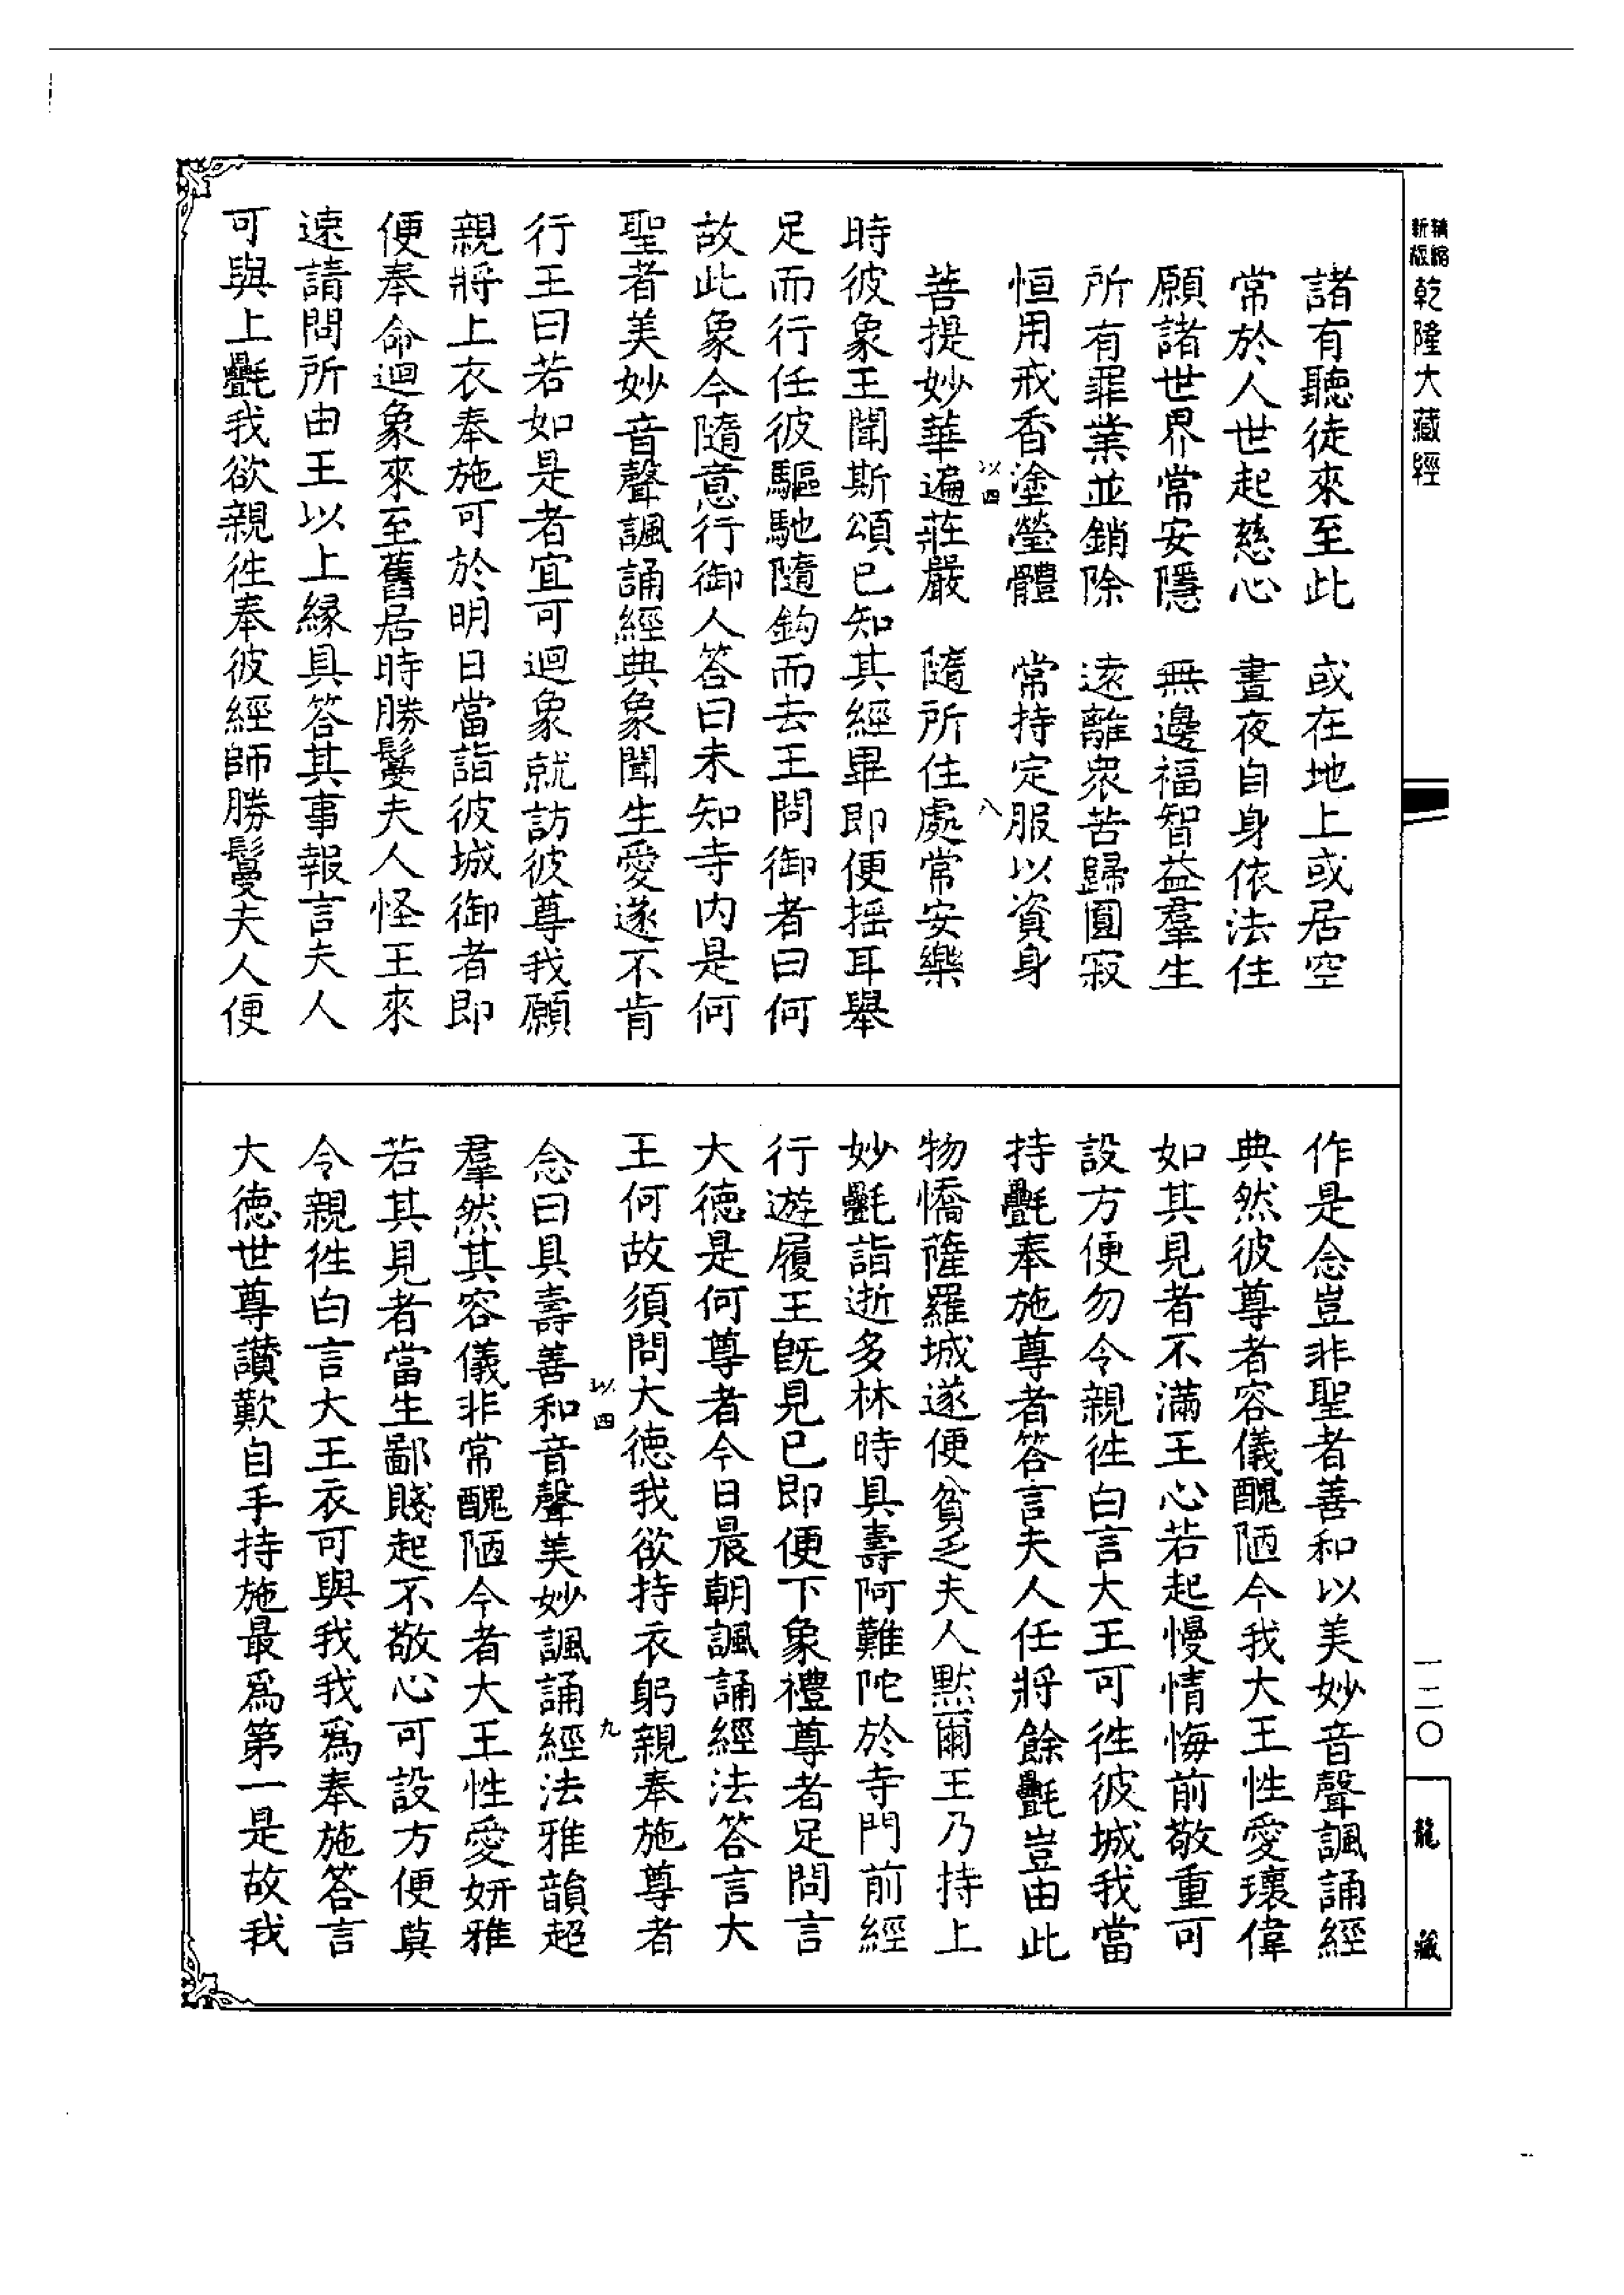 精縮
新版
乾隆大藏經
諸有聽徒來至此　或在地上或居空
常於人世起慈心　晝夜自身依法住
願諸世界常安隱　無邊福智益羣生
所有罪業並銷除　遠離衆苦歸圓寂
恒用戒香塗瑩體　常持定服以資身
以四
八
菩提妙華遍莊嚴　隨所住處常安樂
時彼象王聞斯頌已知其經畢即便摇耳舉
足而行任彼驅馳隨鉤而去王問御者曰何
故此象今隨意行御人答曰未知寺内是何
聖者美妙音聲諷誦經典象聞生愛遂不肯
行王曰若如是者宜可迴象就訪彼尊我願
親將上衣奉施可於明日當詣彼城御者即
便奉命迴象來至舊居時勝鬘夫人怪王來
速請問所由王以上緣具答其事報言夫人
可與上㲲我欲親往奉彼經師勝鬘夫人便
作是念豈非聖者善和以美妙音聲諷誦經
典然彼尊者容儀醜陋今我大王性愛瓌偉
如其見者不滿王心若起慢情悔前敬重可
設方便勿令親往白言大王可往彼城我當
持㲲奉施尊者答言夫人任將餘㲲豈由此
物憍薩羅城遂便貧乏夫人默爾王乃持上
妙㲲詣逝多林時具壽阿難陀於寺門前經
行遊履王旣見已即便下象禮尊者足問言
大德是何尊者今日晨朝諷誦經法答言大
王何故須問大德我欲持衣躬親奉施尊者
以四
九
念曰具壽善和音聲美妙諷誦經法雅韻超
羣然其容儀非常醜陋今者大王性愛妍雅
若其見者當生鄙賤起不敬心可設方便莫
令親往白言大王衣可與我我爲奉施答言
大德世尊讚歎自手持施最爲第一是故我
一二〇
龍藏